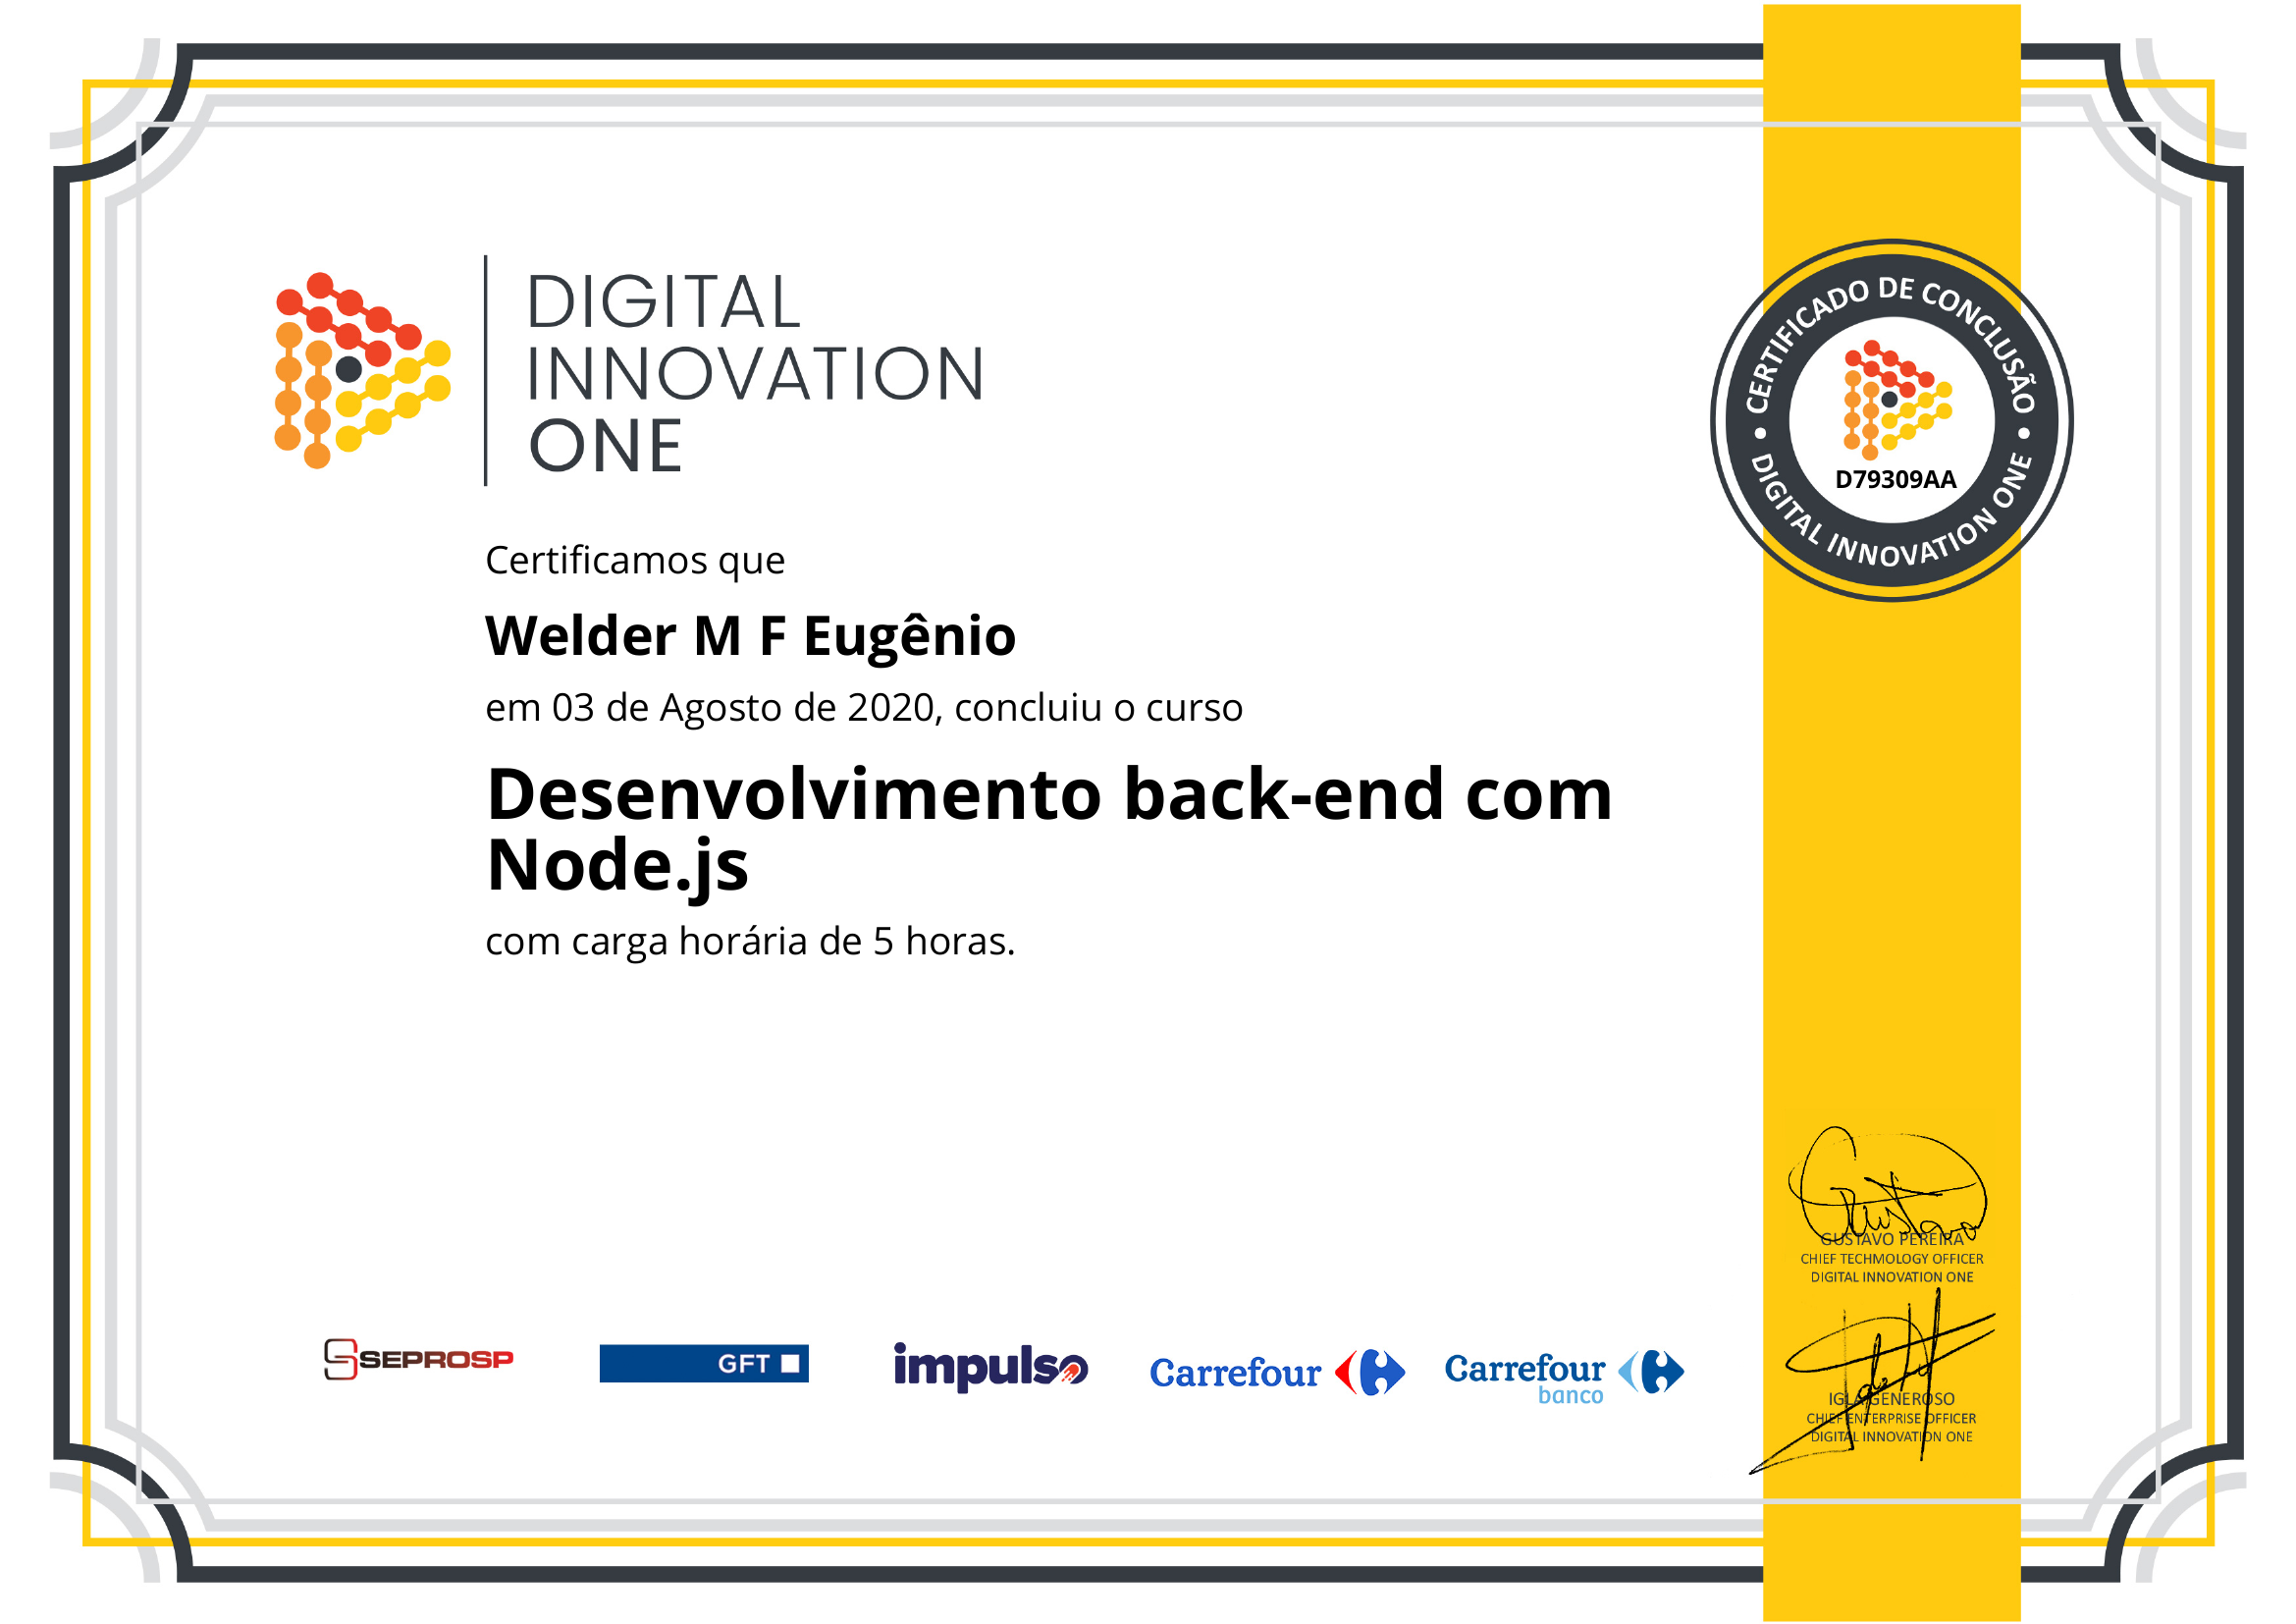 DIGITAL
INNOVATION
ONE
CERTIFICADO DE CONCLUSÃO
D79309AA
DIGITAL INNOVATION ONE
Certificamos que
Welder M F Eugênio
em 03 de Agosto de 2020, concluiu o curso
Desenvolvimento back-end com
Node.js
com carga horária de 5 horas.
GUSTAVO PEREIRA
CHIEF TECHMOLOGY OFFICER
DIGITAL INNOVATION ONE
IGLA GENEROSO
CHIEF ENTERPRISE OFFICER
DIGITAL INNOVATION ONE
SEPROSP
GFT
impulso
Carrefour
Carrefour
banco